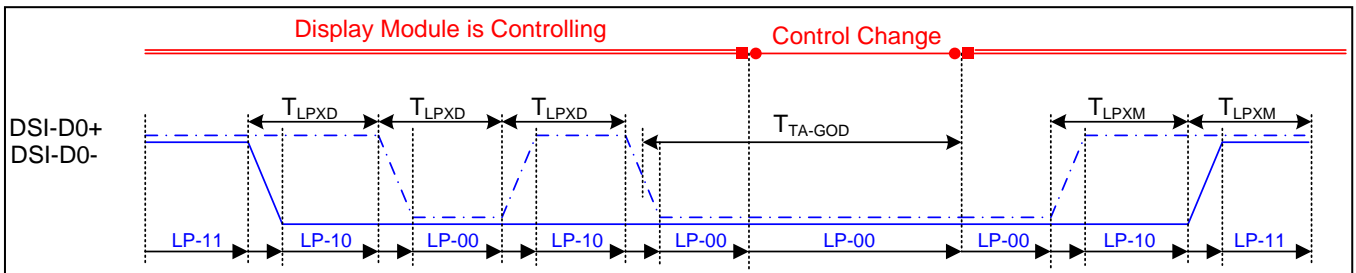 Display Module is Controlling Control Change
TLPXD TLPXD TLPXD TTA-GOD TLPXM TLPXM
DSI-D0+
DSI-D0-
LP-11 LP-10 LP-00 LP-10 LP-00 LP-00 LP-00 LP-10 LP-11